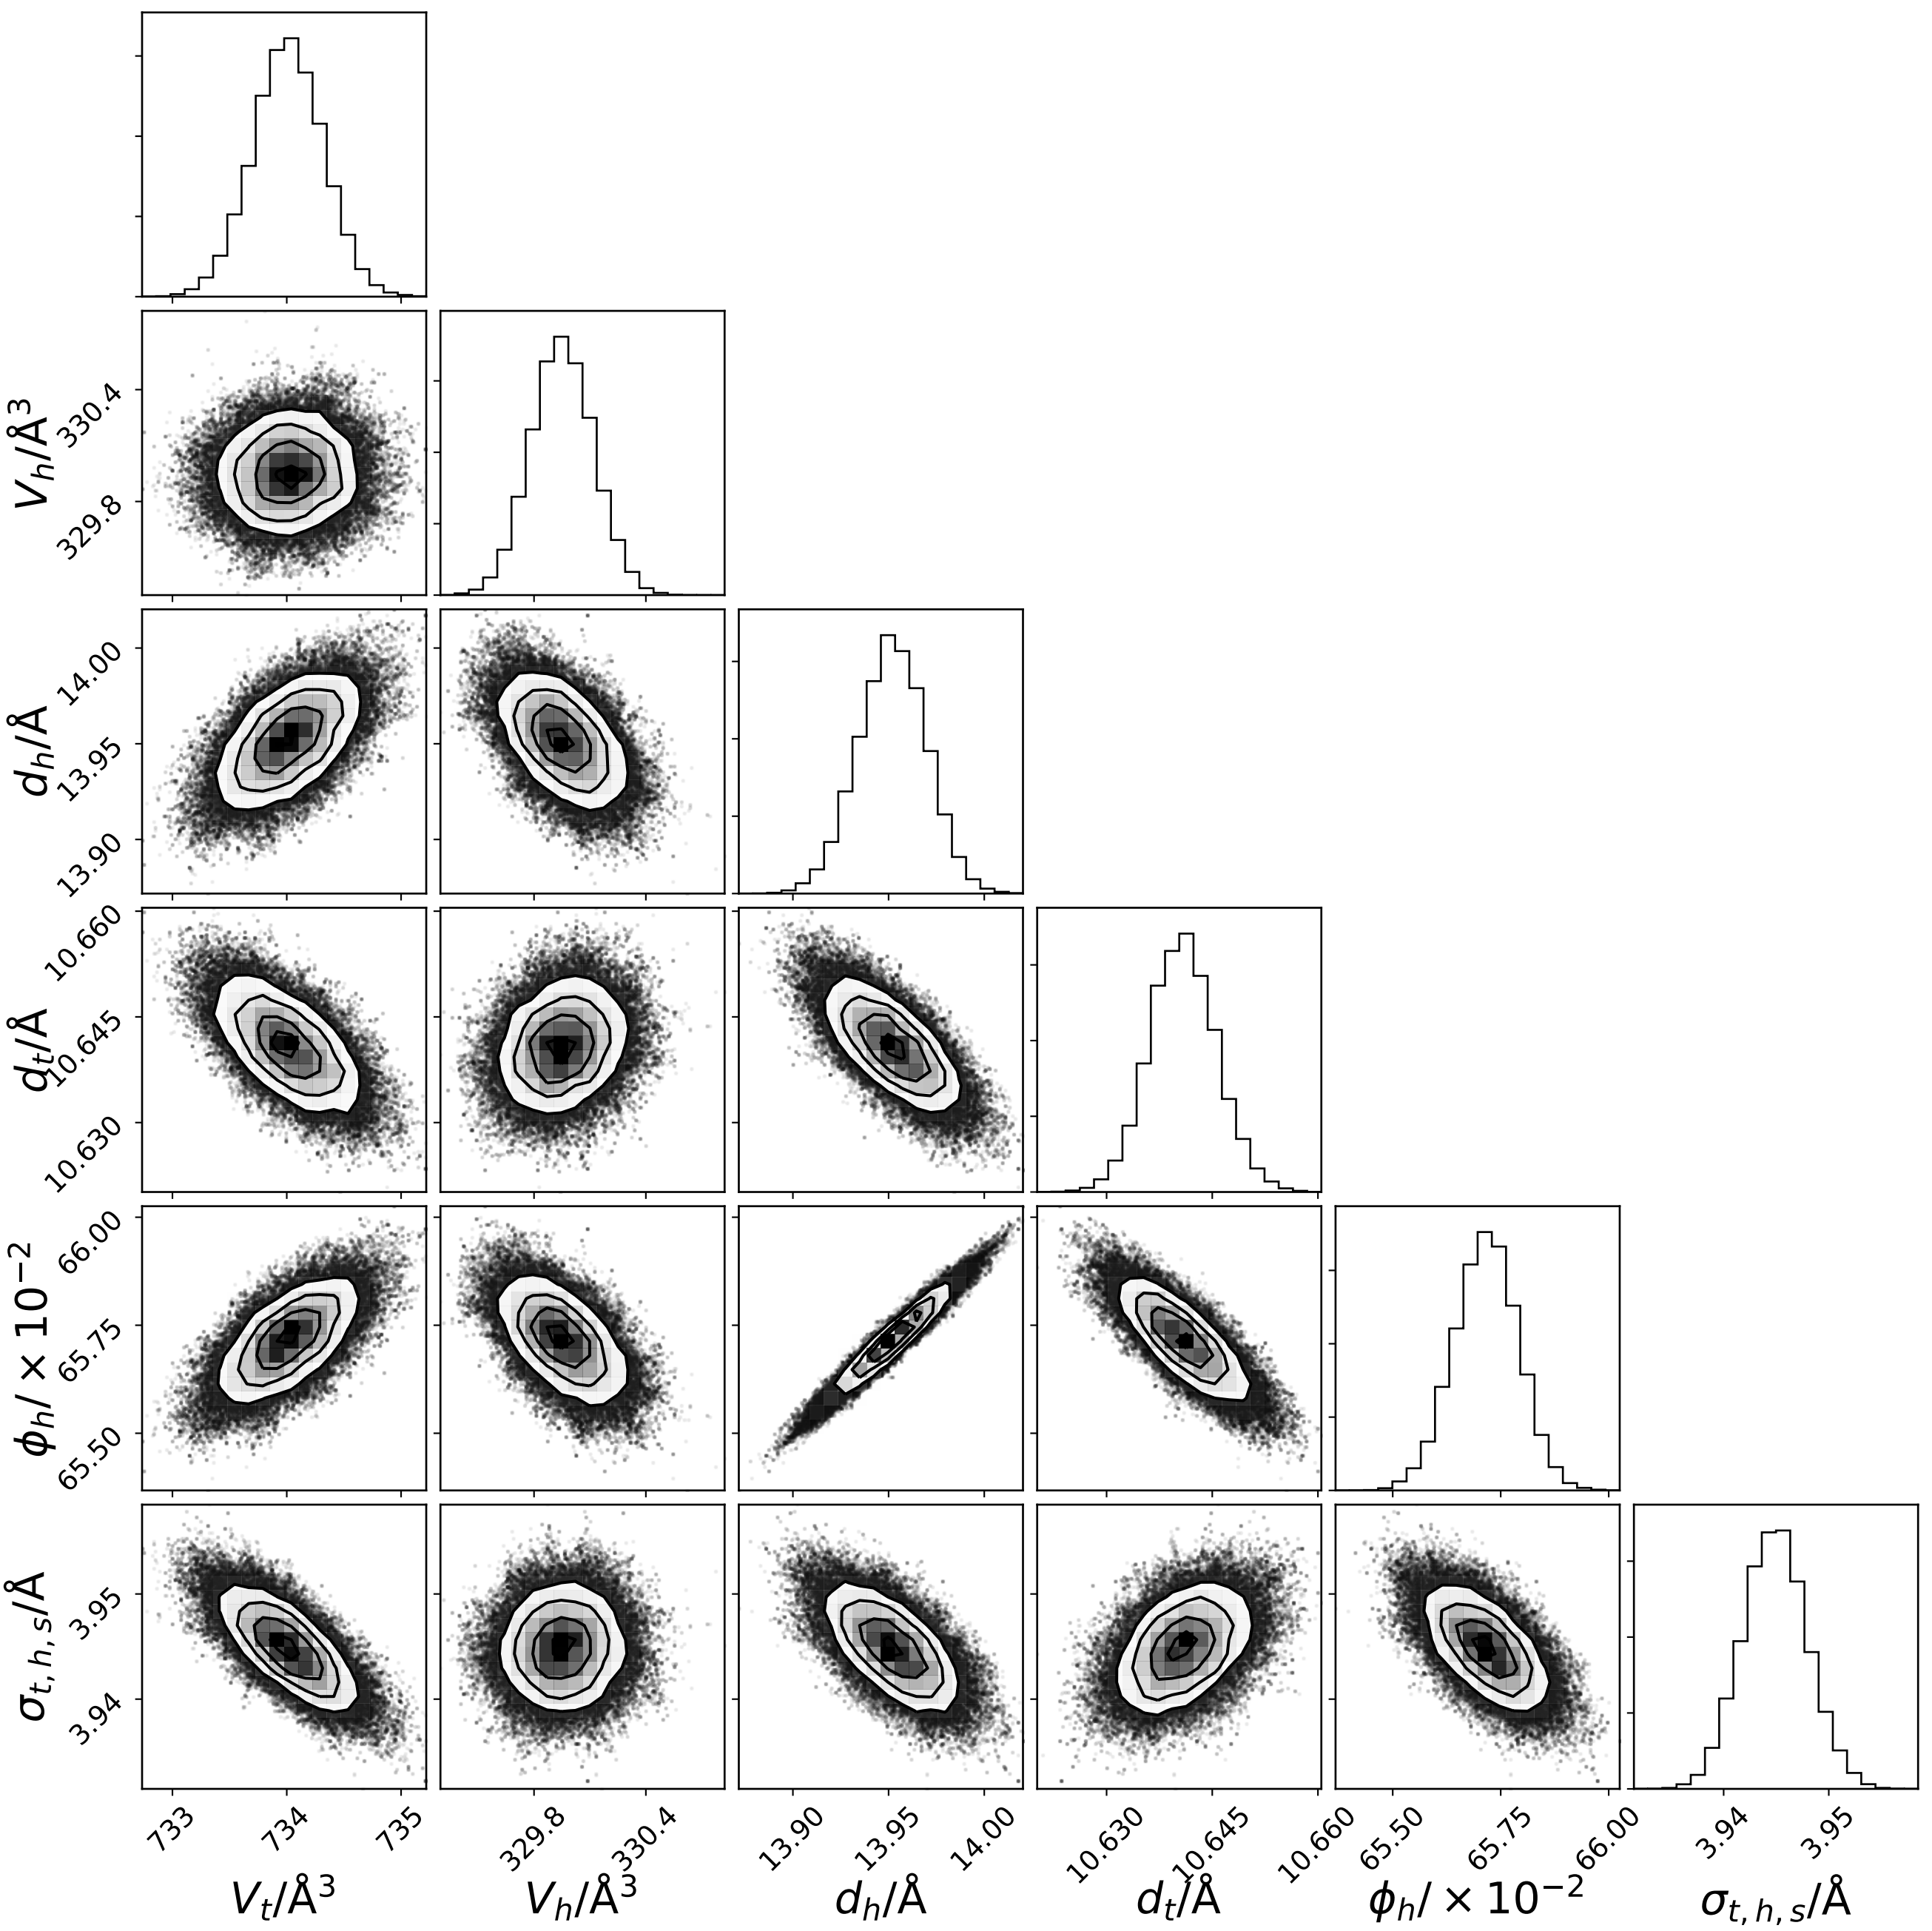 V_h/Å^3
330.4
329.8
d_h/Å
14.00
13.95
13.90
d_t/Å
10.660
10.645
10.630
ϕ_h/ × 10^−2
66.00
65.75
65.50
σ_t, h, s/Å
3.95
3.94
733 734 735 329.8 330.4 13.90 13.95 14.00 10.630 10.645 10.660 65.50 65.75 66.00 3.94 3.95
V_t/Å^3 V_h/Å^3 d_h/Å d_t/Å ϕ_h/ × 10^−2 σ_t, h, s/Å